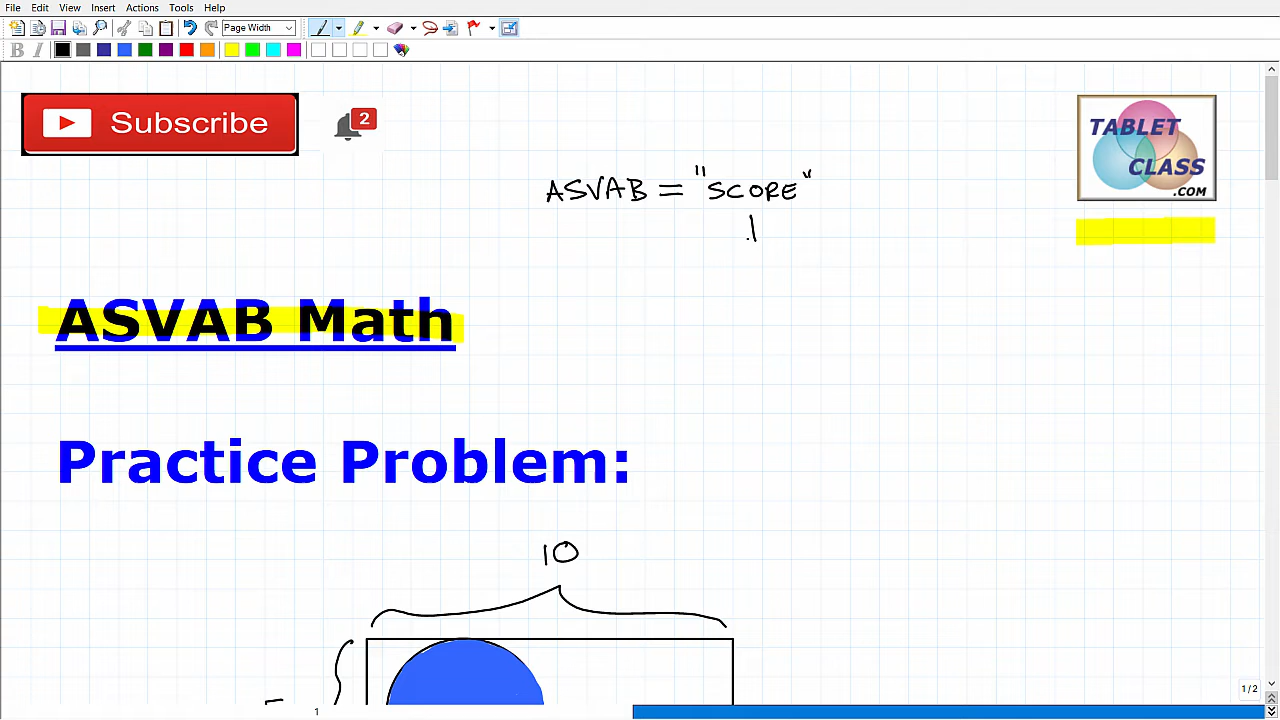 File Edit View Insert Actions Tools Help
Page Width
B I
Subscribe
2
TABLET
CLASS
.COM
ASVAB = "SCORE"
ASVAB Math
Practice Problem:
10
1/2
1